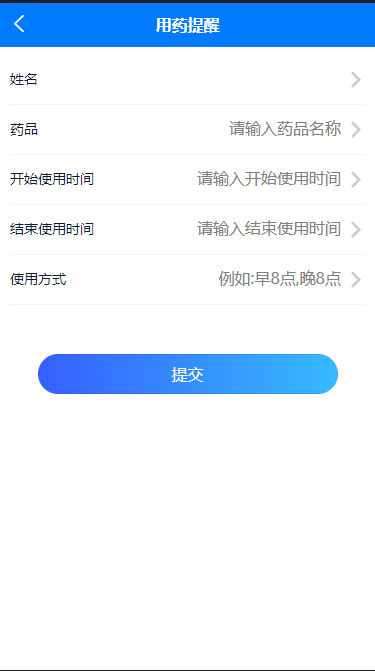 用药提醒
姓名
药品 请输入药品名称
开始使用时间 请输入开始使用时间
结束使用时间 请输入结束使用时间
使用方式 例如:早8点,晚8点
提交